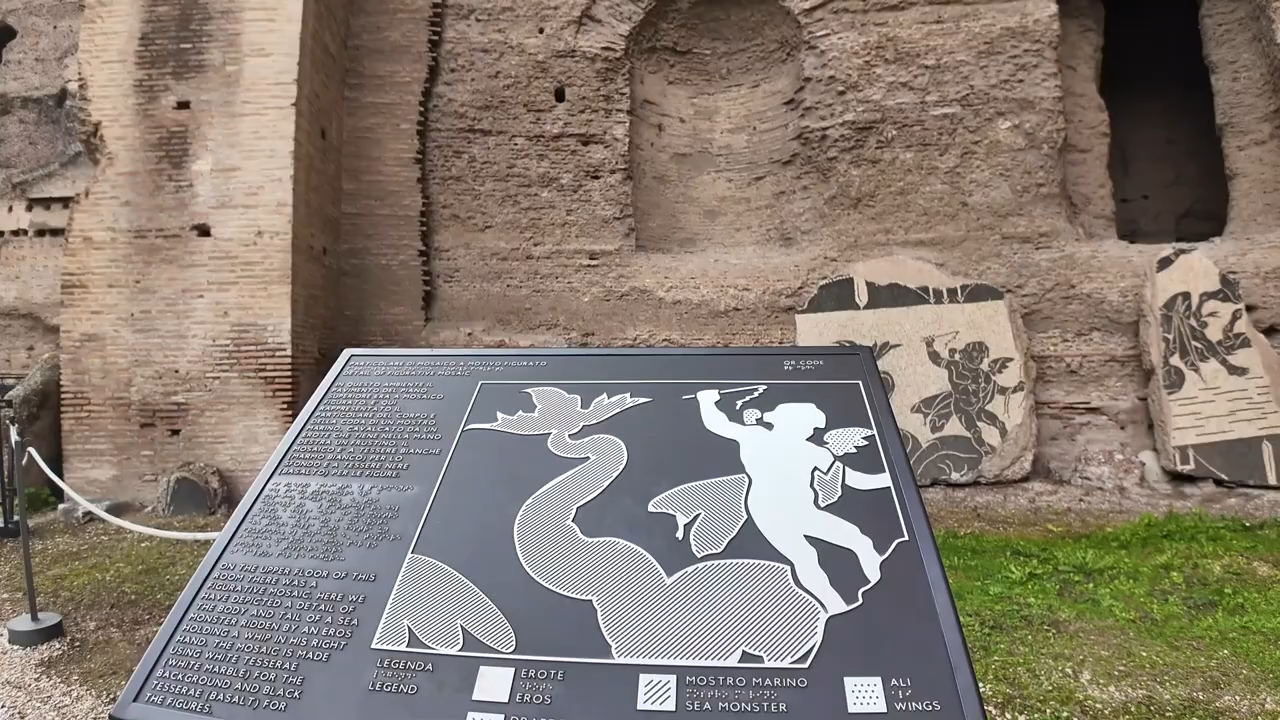 PARTICOLARE DI MOSAICO A MOTIVO FIGURATO
DETAIL OF FIGURATIVE MOSAIC
QR CODE
IN QUESTO AMBIENTE IL
PAVIMENTO DEL PIANO
SUPERIORE ERA A MOSAICO
FIGURATO. E' QUI
RAPPRESENTATO IL
PARTICOLARE DEL CORPO E
DELLA CODA DI UN MOSTRO
MARINO, CAVALCATO DA UN
EROTE CHE TIENE NELLA MANO
DESTRA UN FRUSTINO. IL
MOSAICO È A TESSERE BIANCHE
(MARMO BIANCO) PER LO
SFONDO E A TESSERE NERE
(BASALTO) PER LE FIGURE.
ON THE UPPER FLOOR OF THIS
ROOM THERE WAS A
FIGURATIVE MOSAIC. HERE WE
HAVE DEPICTED A DETAIL OF
THE BODY AND TAIL OF A SEA
MONSTER RIDDEN BY AN EROS
HOLDING A WHIP IN HIS RIGHT
HAND. THE MOSAIC IS MADE
USING WHITE TESSERAE
(WHITE MARBLE) FOR THE
BACKGROUND AND BLACK
TESSERAE (BASALT) FOR
THE FIGURES.
LEGENDA
LEGEND
EROTE
EROS
MOSTRO MARINO
SEA MONSTER
ALI
WINGS